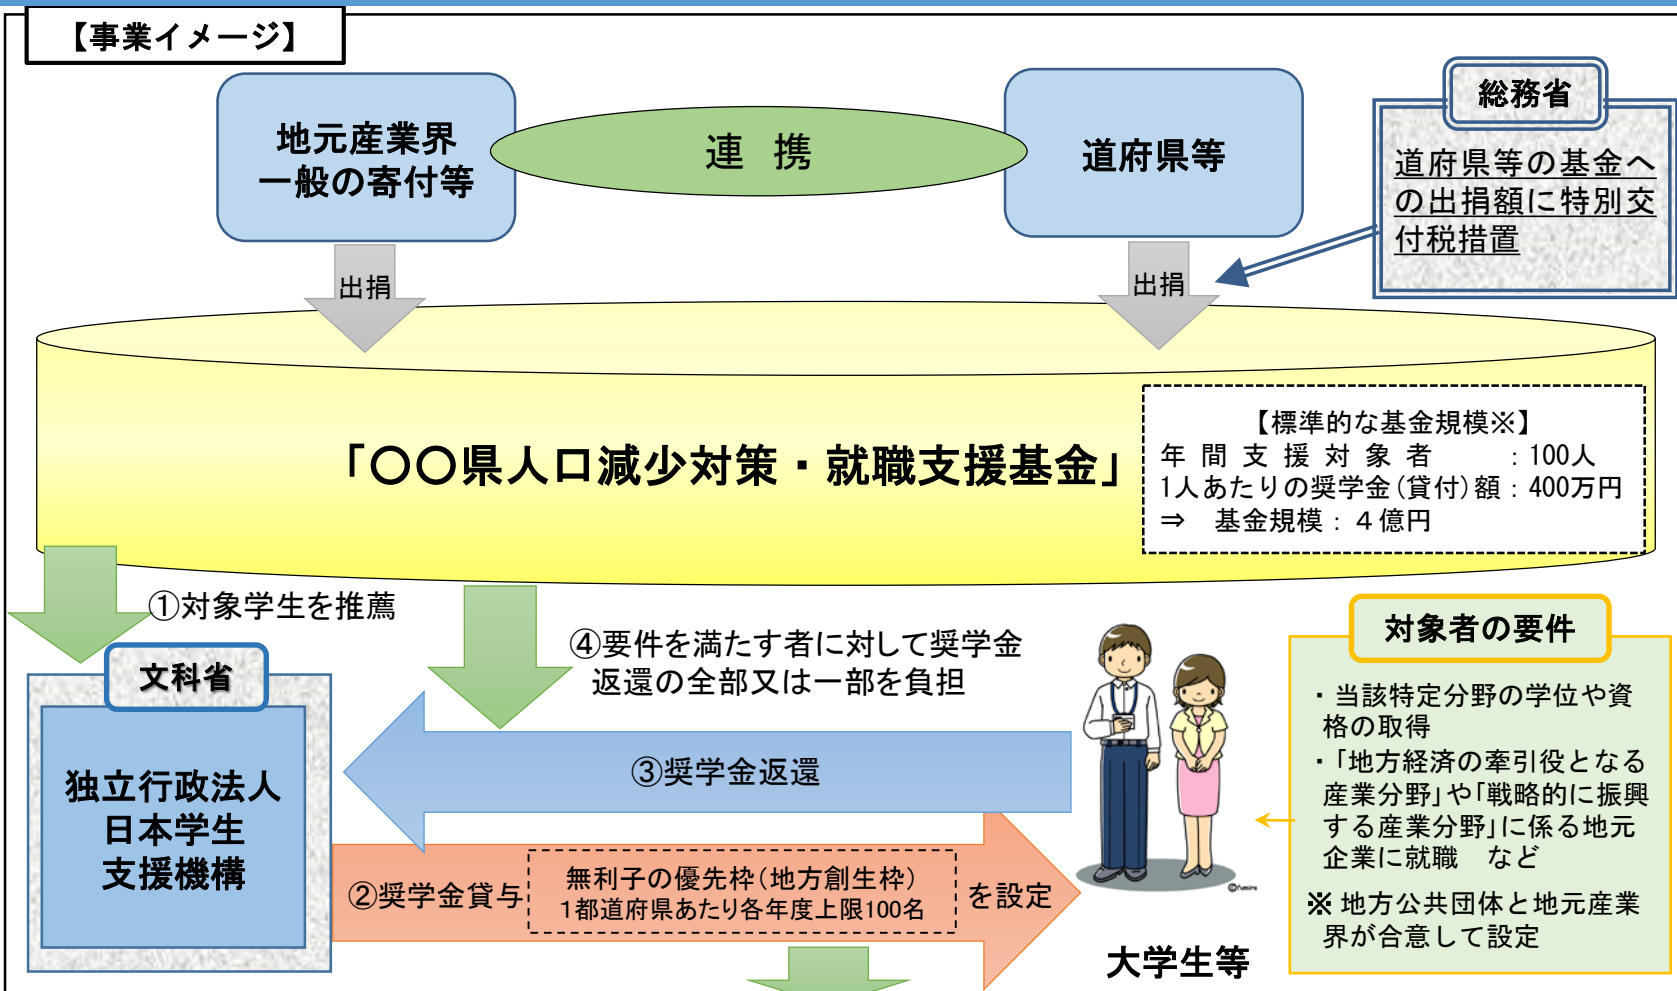 【事業イメージ】
地元産業界
一般の寄付等
連 携
道府県等
総務省
道府県等の基金へ
の出捐額に特別交
付税措置
出捐
出捐
「〇〇県人口減少対策・就職支援基金」
【標準的な基金規模※】
年間支援対象者 ：100人
1人あたりの奨学金(貸付)額：400万円
⇒ 基金規模：４億円
①対象学生を推薦
④要件を満たす者に対して奨学金
返還の全部又は一部を負担
文科省
独立行政法人
日本学生
支援機構
③奨学金返還
②奨学金貸与
無利子の優先枠（地方創生枠）
１都道府県あたり各年度上限100名
を設定
大学生等
©fumira
対象者の要件
・当該特定分野の学位や資
格の取得
・「地方経済の牽引役となる
産業分野」や「戦略的に振興
する産業分野」に係る地元
企業に就職 など
※ 地方公共団体と地元産業
界が合意して設定